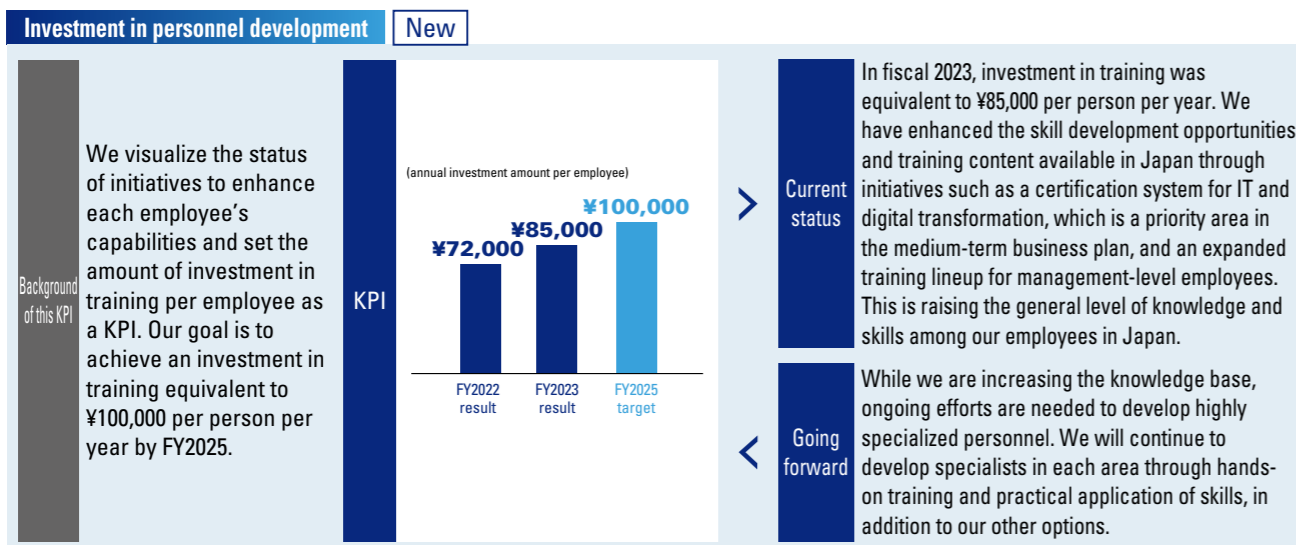 Investment in personnel development
New
Background
of this KPI
We visualize the status
of initiatives to enhance
each employee's
capabilities and set the
amount of investment in
training per employee as
a KPI. Our goal is to
achieve an investment in
training equivalent to
¥100,000 per person per
year by FY2025.
KPI
(annual investment amount per employee)
¥72,000
¥85,000
¥100,000
FY2022
result
FY2023
result
FY2025
target
>
Current
status
In fiscal 2023, investment in training was
equivalent to ¥85,000 per person per year. We
have enhanced the skill development opportunities
and training content available in Japan through
initiatives such as a certification system for IT and
digital transformation, which is a priority area in
the medium-term business plan, and an expanded
training lineup for management-level employees.
This is raising the general level of knowledge and
skills among our employees in Japan.
<
Going
forward
While we are increasing the knowledge base,
ongoing efforts are needed to develop highly
specialized personnel. We will continue to
develop specialists in each area through hands-
on training and practical application of skills, in
addition to our other options.